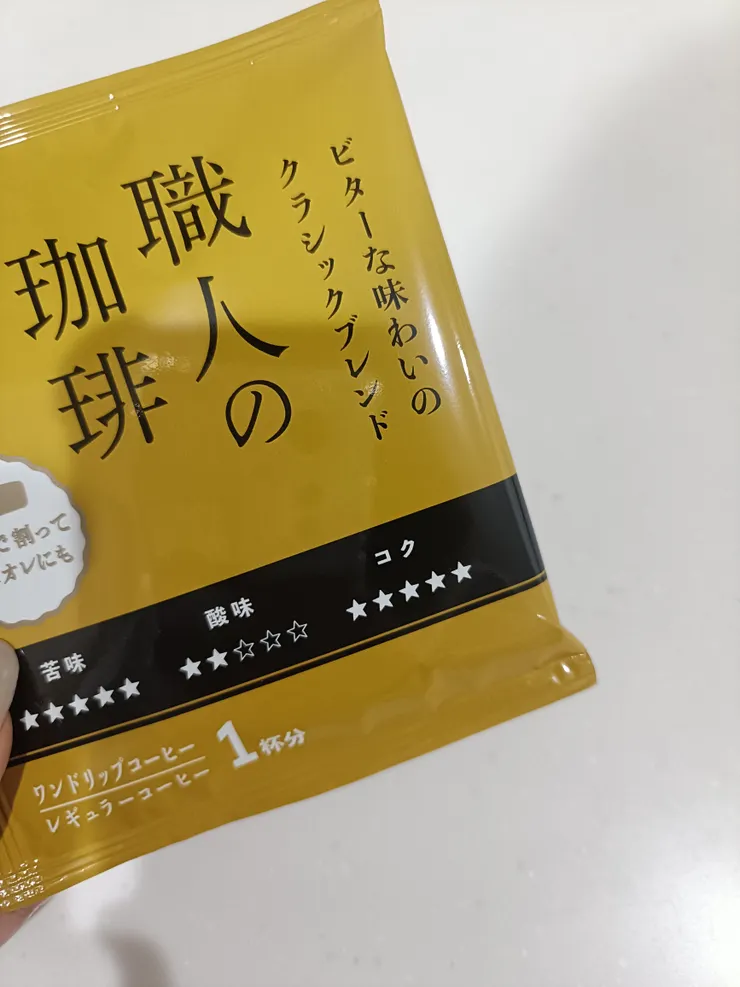 ビターな味わいの
クラシックブレンド
職人の
珈琲
で割って
オレにも
苦味
★★★★★
酸味
★★☆☆☆
コク
★★★★★
ワンドリップコーヒー
レギュラーコーヒー
1杯分